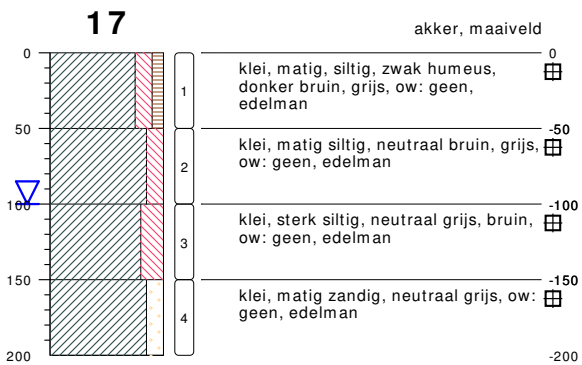 17
akker, maaiveld
0
0
1
klei, matig, siltig, zwak humeus,
donker bruin, grijs, ow: geen,
edelman
50
-50
2
klei, matig siltig, neutraal bruin, grijs,
ow: geen, edelman
100
-100
3
klei, sterk siltig, neutraal grijs, bruin,
ow: geen, edelman
150
-150
4
klei, matig zandig, neutraal grijs, ow:
geen, edelman
200
-200